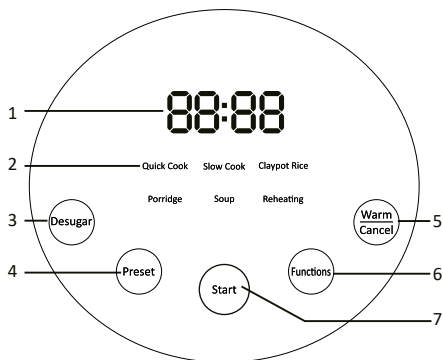 1
88:88
2
Quick Cook Slow Cook Claypot Rice
Porridge Soup Reheating
3
Desugar
Warm
Cancel
5
4
Preset
Start
Functions
6
7